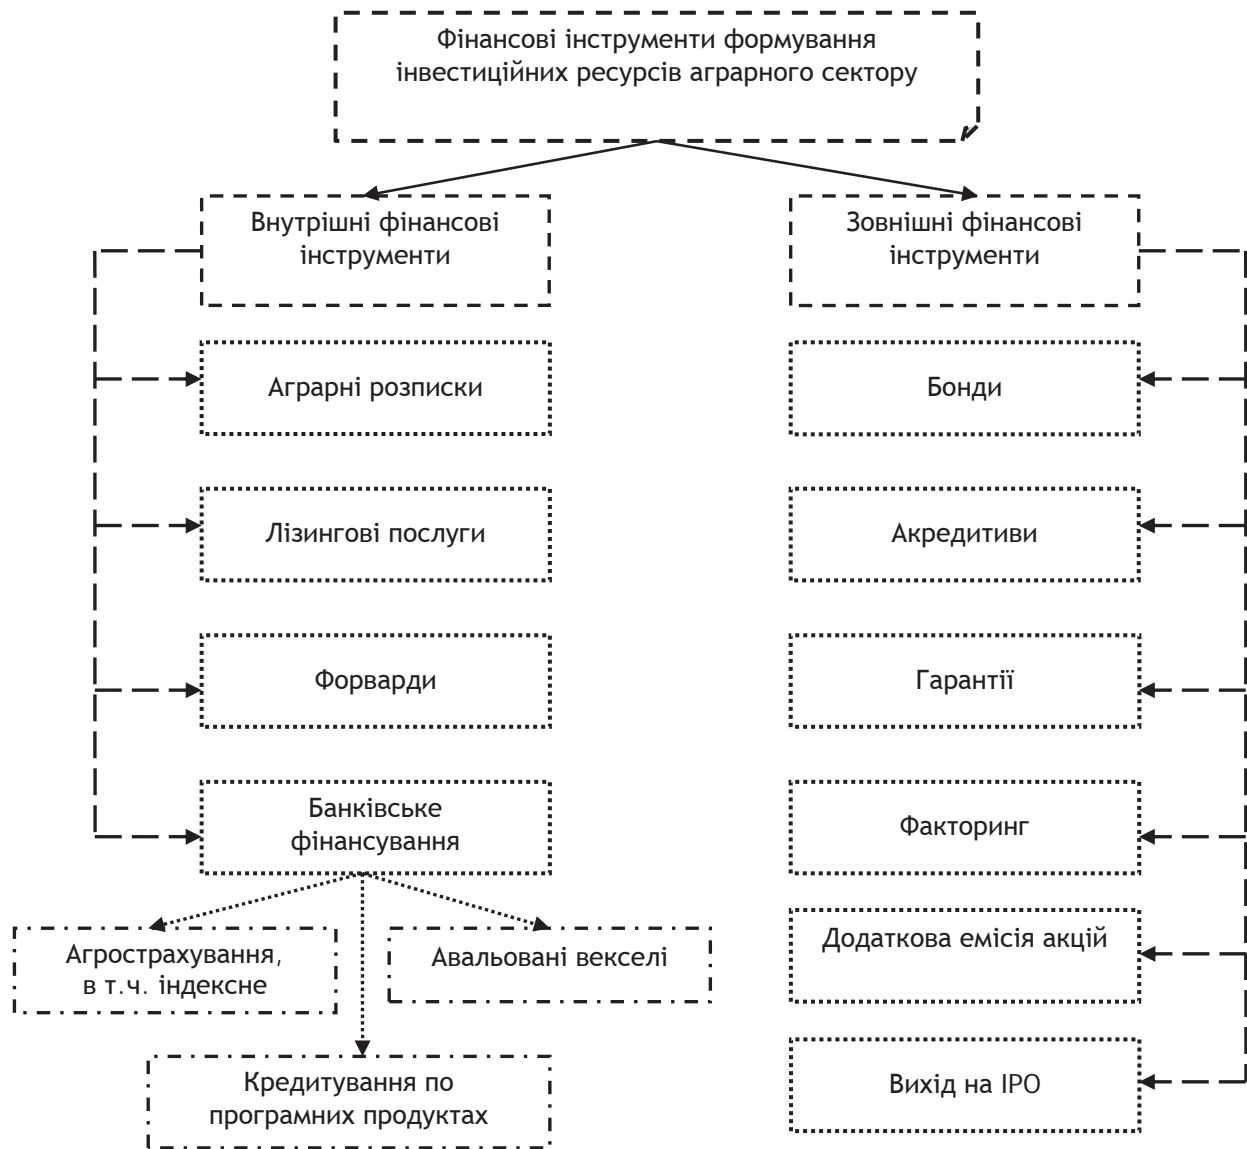 Фінансові інструменти формування
інвестиційних ресурсів аграрного сектору
Внутрішні фінансові
інструменти
Зовнішні фінансові
інструменти
Аграрні розписки
Бонди
Лізингові послуги
Акредитиви
Форварди
Гарантії
Банківське
фінансування
Факторинг
Агрострахування,
в т.ч. індексне
Авальовані векселі
Додаткова емісія акцій
Кредитування по
програмних продуктах
Вихід на ІРО